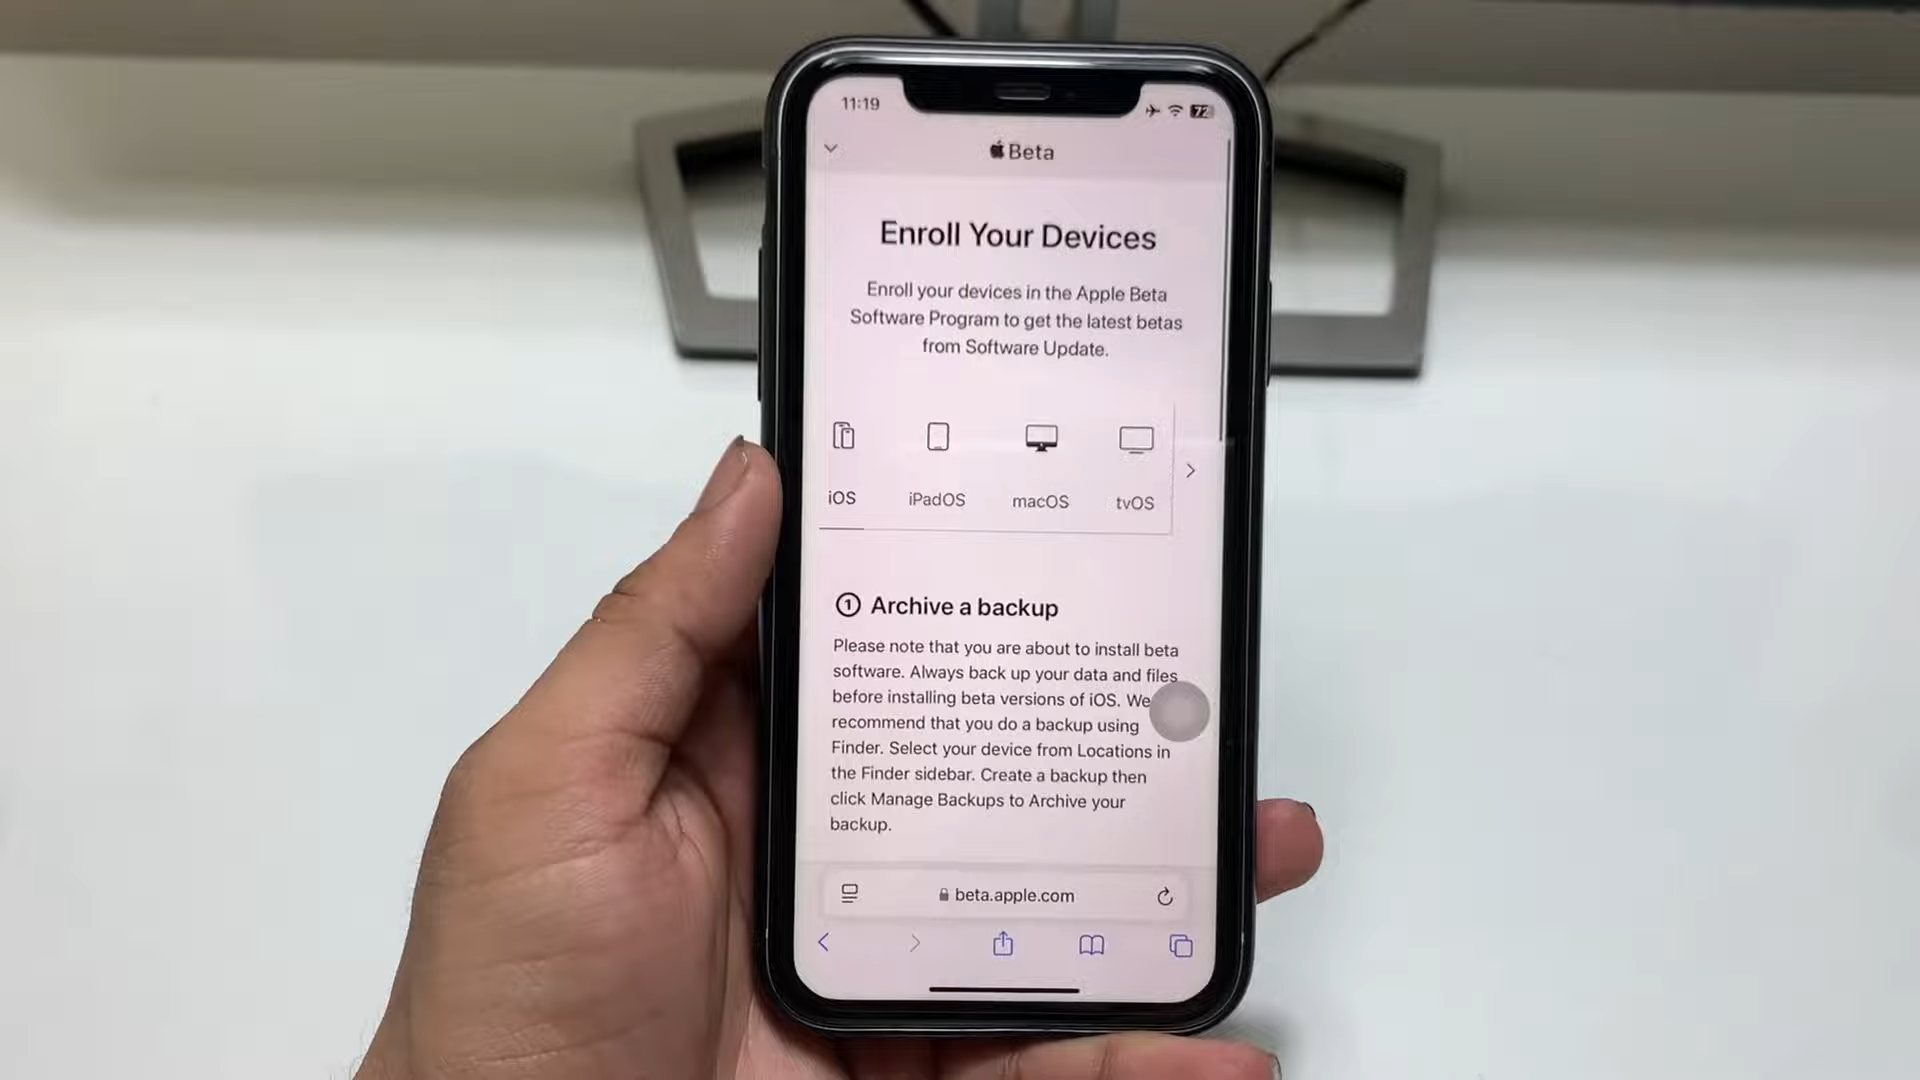 11:19
72
Beta
Enroll Your Devices
Enroll your devices in the Apple Beta
Software Program to get the latest betas
from Software Update.
iOS iPadOS macOS tvOS
1 Archive a backup
Please note that you are about to install beta
software. Always back up your data and files
before installing beta versions of iOS. We
recommend that you do a backup using
Finder. Select your device from Locations in
the Finder sidebar. Create a backup then
click Manage Backups to Archive your
backup.
beta.apple.com